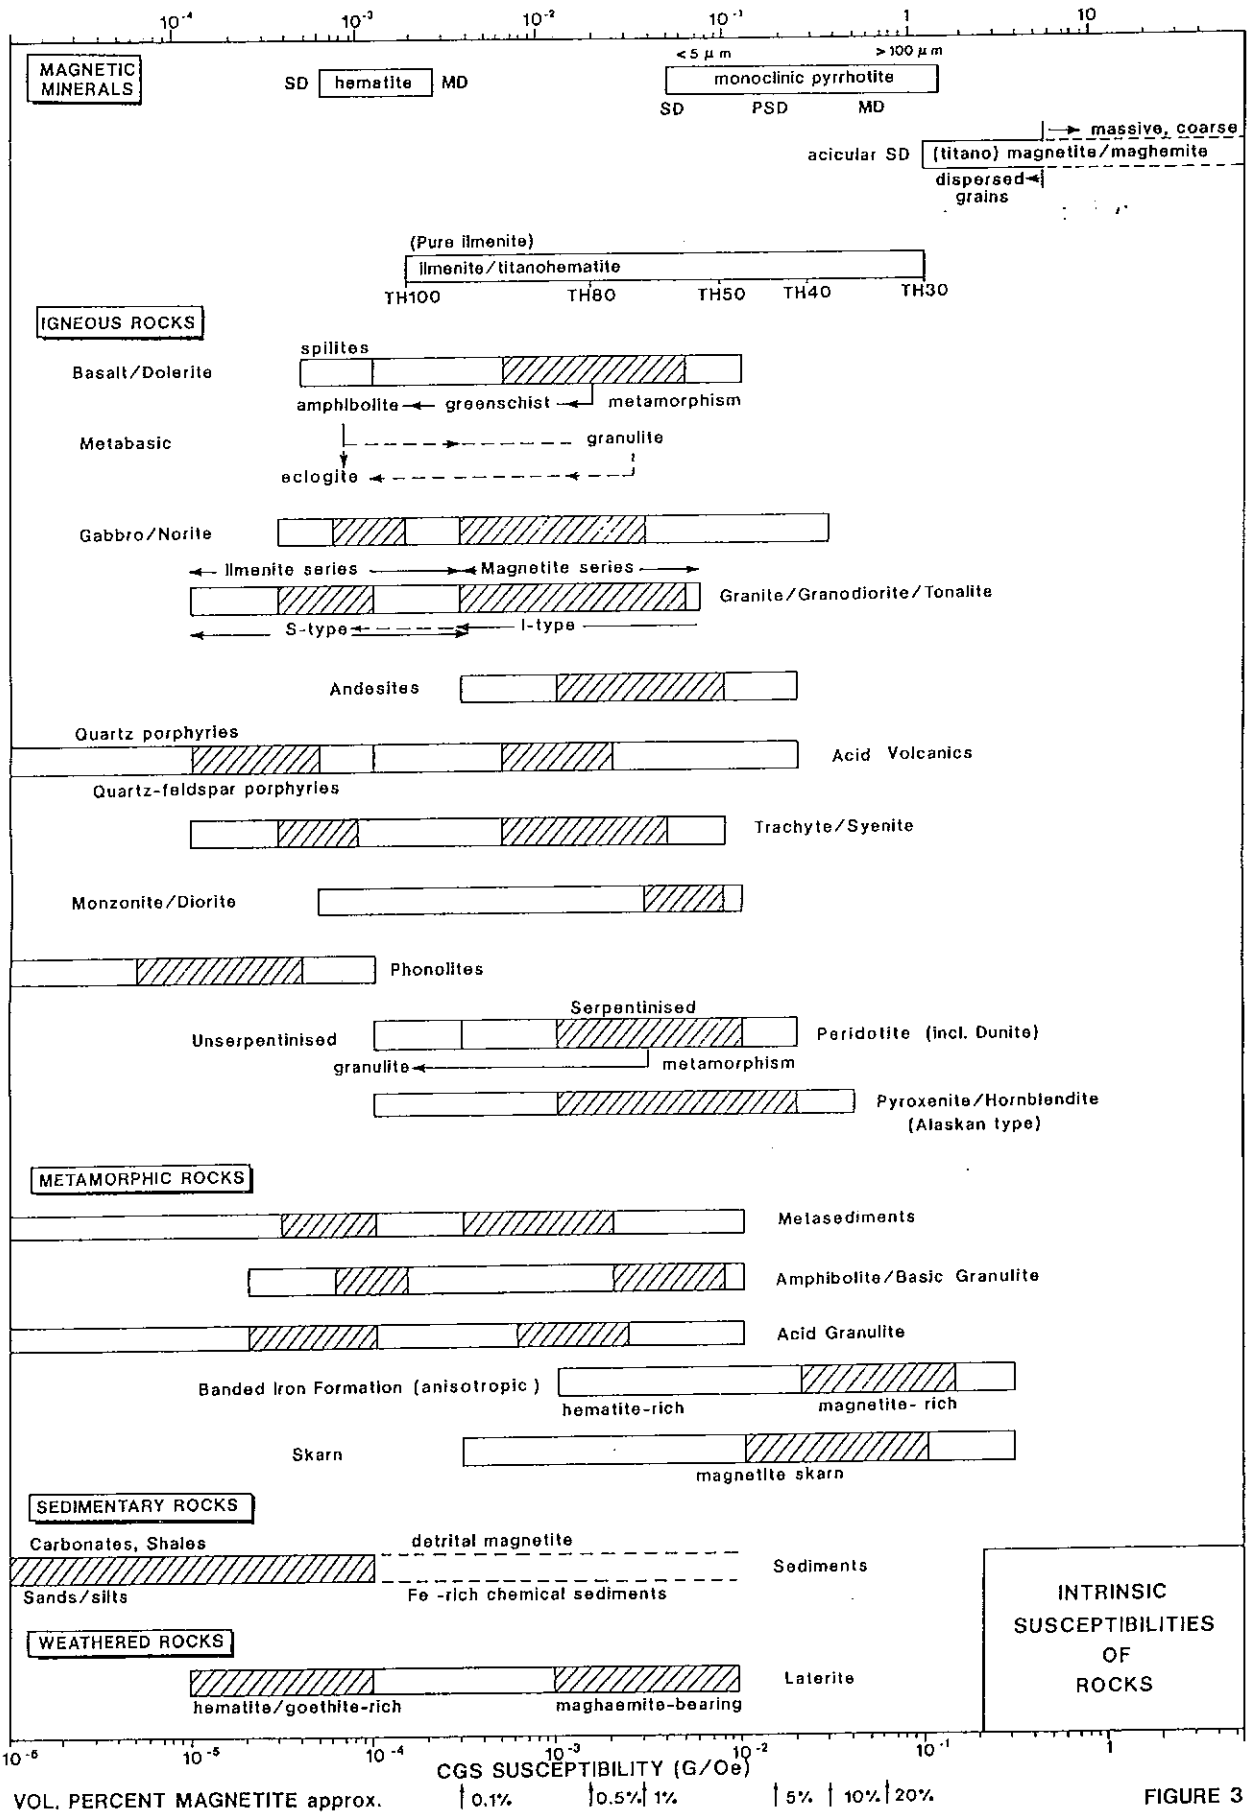 10-4 10-3 10-2 10-1 1 10
MAGNETIC
MINERALS
SD hematite MD
<5 μm >100 μm
monoclinic pyrrhotite
SD PSD MD
massive, coarse
acicular SD (titano) magnetite/maghemite
dispersed
grains
(Pure ilmenite)
ilmenite/titanohematite
TH100 TH80 TH50 TH40 TH30
IGNEOUS ROCKS
spilites
Basalt/Dolerite
amphibolite greenschist metamorphism
Metabasic granulite
eclogite
Gabbro/Norite
Ilmenite series Magnetite series
Granite/Granodiorite/Tonalite
S-type I-type
Andesites
Quartz porphyries
Acid Volcanics
Quartz-feldspar porphyries
Trachyte/Syenite
Monzonite/Diorite
Phonolites
Serpentinised
Unserpentinised Peridotite (incl. Dunite)
granulite metamorphism
Pyroxenite/Hornblendite
(Alaskan type)
METAMORPHIC ROCKS
Metasediments
Amphibolite/Basic Granulite
Acid Granulite
Banded Iron Formation (anisotropic)
hematite-rich magnetite-rich
Skarn
magnetite skarn
SEDIMENTARY ROCKS
Carbonates, Shales detrital magnetite
Sediments
Sands/silts Fe-rich chemical sediments
WEATHERED ROCKS
Laterite
hematite/goethite-rich maghaemite-bearing
INTRINSIC
SUSCEPTIBILITIES
OF
ROCKS
10-6 10-5 10-4 10-3 10-2 10-1 1
CGS SUSCEPTIBILITY (G/Oe)
VOL. PERCENT MAGNETITE approx. 0.1% 0.5% 1% 5% 10% 20% FIGURE 3